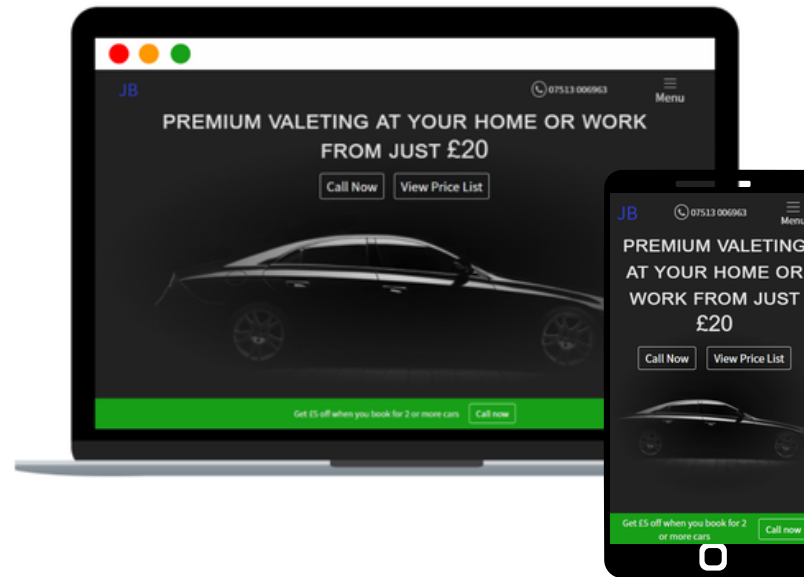 JB
07513 006963
Menu
PREMIUM VALETING AT YOUR HOME OR WORK
FROM JUST £20
Call Now
View Price List
Get £5 off when you book for 2 or more cars
Call now
JB
07513 006963
Menu
PREMIUM VALETING
AT YOUR HOME OR
WORK FROM JUST
£20
Call Now
View Price List
Get £5 off when you book for 2
or more cars
Call now